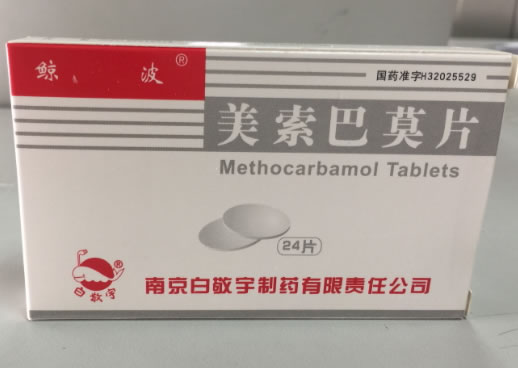 鲸波®
国药准字H32025529
美索巴莫片
Methocarbamol Tablets
24片
白敬宇®
南京白敬宇制药有限责任公司